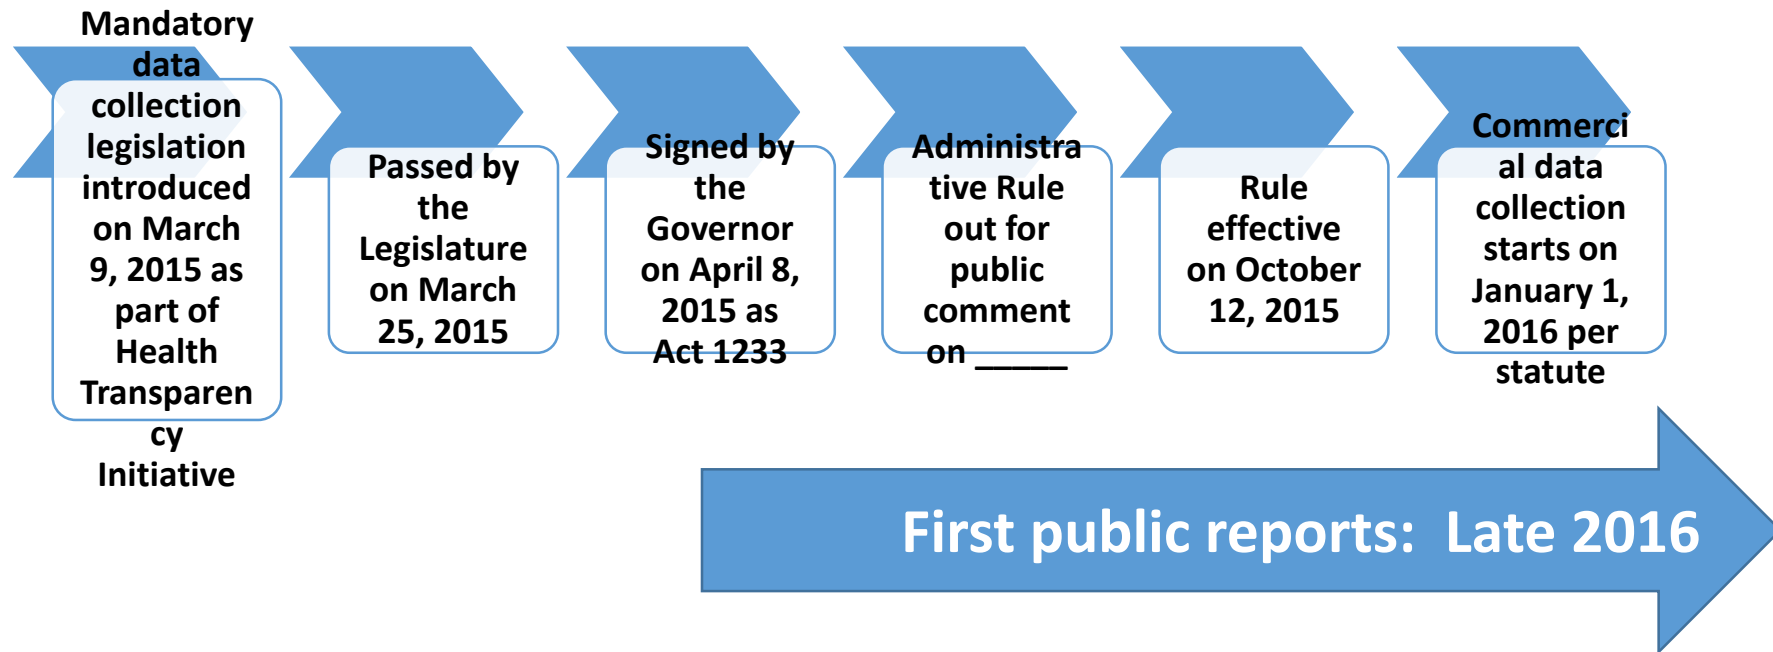 Mandatory
data
collection
legislation
introduced
on March
9, 2015 as
part of
Health
Transparen
cy
Initiative
Passed by
the
Legislature
on March
25, 2015
Signed by
the
Governor
on April 8,
2015 as
Act 1233
Administra
tive Rule
out for
public
comment
on _____
Rule
effective
on October
12, 2015
Commerci
al data
collection
starts on
January 1,
2016 per
statute
First public reports:  Late 2016